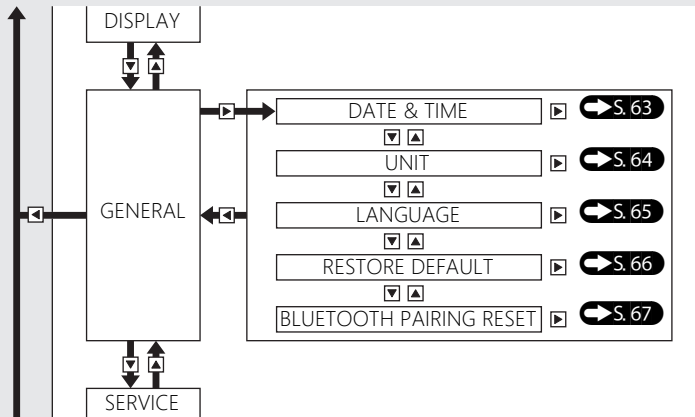 DISPLAY
DATE & TIME S. 63
UNIT S. 64
GENERAL
LANGUAGE S. 65
RESTORE DEFAULT S. 66
BLUETOOTH PAIRING RESET S. 67
SERVICE